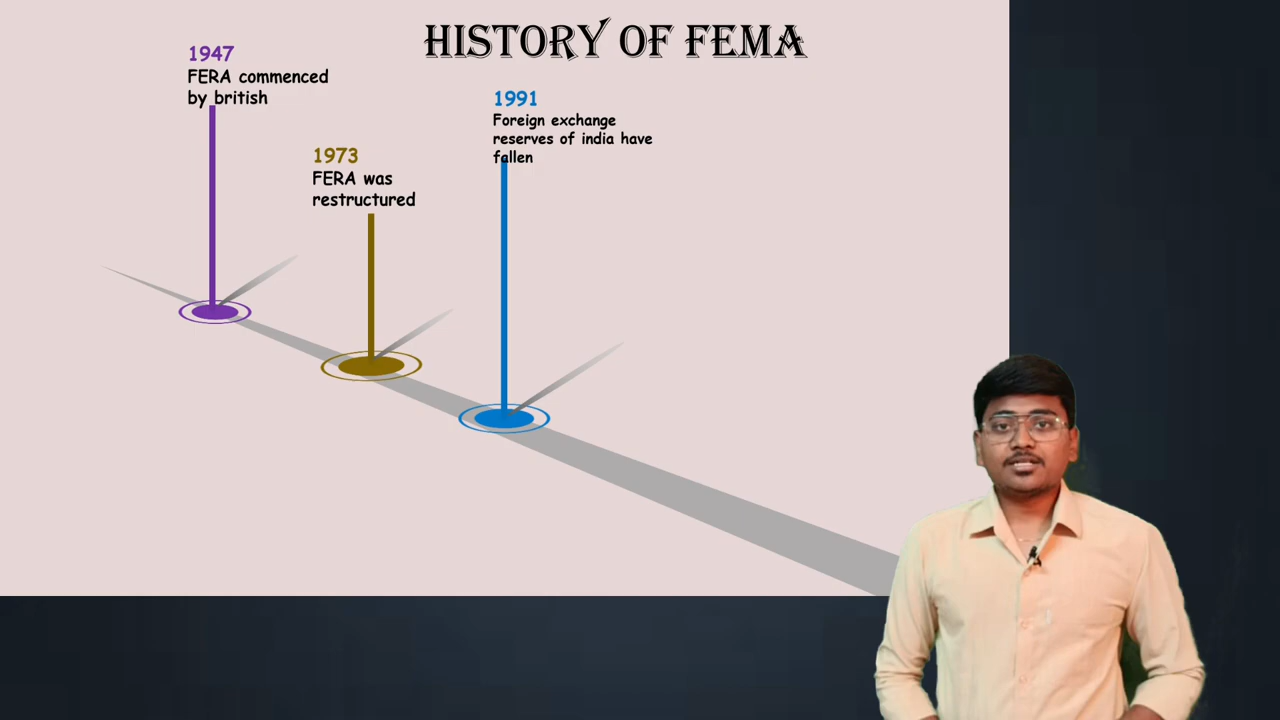 HISTORY OF FEMA
1947
FERA commenced
by british
1973
FERA was
restructured
1991
Foreign exchange
reserves of india have
fallen